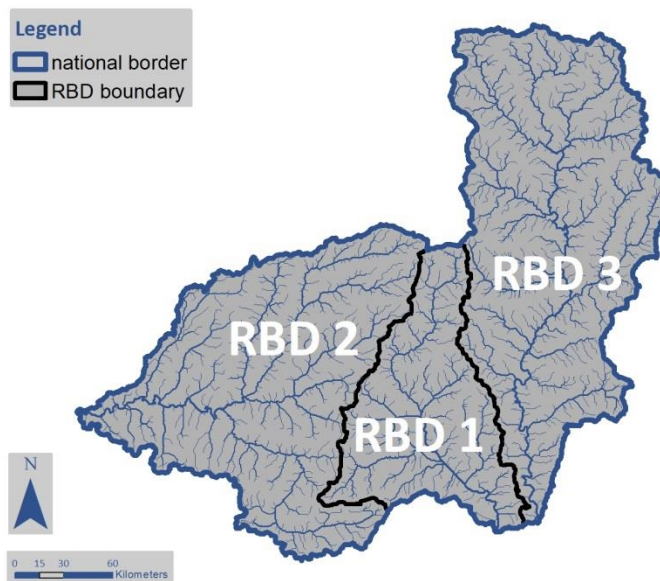 Legend
national border
RBD boundary
RBD 3
RBD 2
RBD 1
N
0 15 30 60
Kilometers